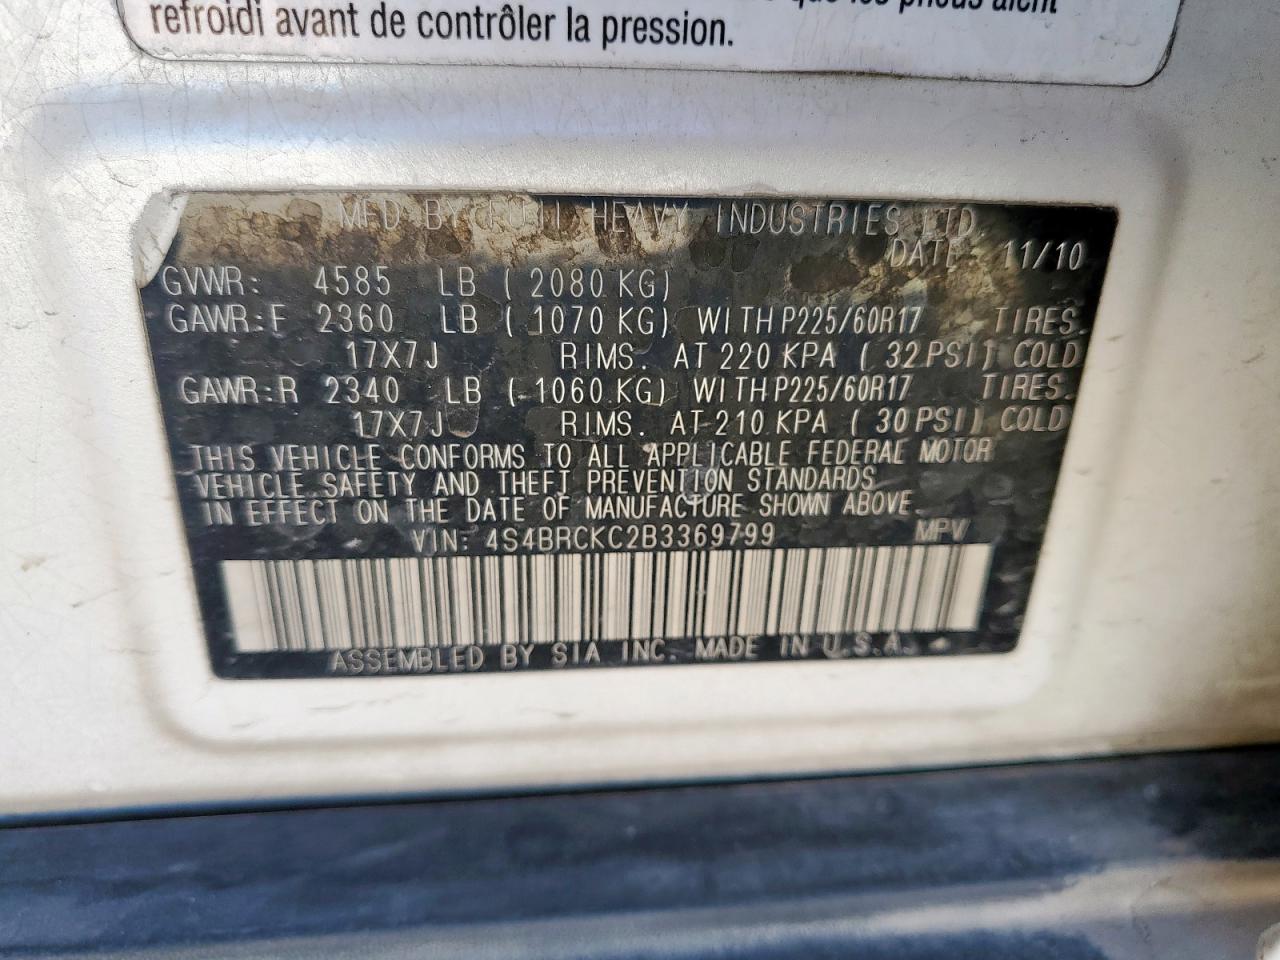 que les pneus aient
refroidi avant de contrôler la pression.
MFD BY FUJI HEAVY INDUSTRIES LTD.
DATE 11/10
GVWR: 4585 LB ( 2080 KG)
GAWR:F 2360 LB ( 1070 KG) WITH P225/60R17 TIRES.
17X7J RIMS. AT 220 KPA ( 32 PSI) COLD
GAWR:R 2340 LB ( 1060 KG) WITH P225/60R17 TIRES.
17X7J RIMS. AT 210 KPA ( 30 PSI) COLD
THIS VEHICLE CONFORMS TO ALL APPLICABLE FEDERAL MOTOR
VEHICLE SAFETY AND THEFT PREVENTION STANDARDS
IN EFFECT ON THE DATE OF MANUFACTURE SHOWN ABOVE.
VIN: 4S4BRCKC2B3369799 MPV
ASSEMBLED BY SIA INC. MADE IN U.S.A.